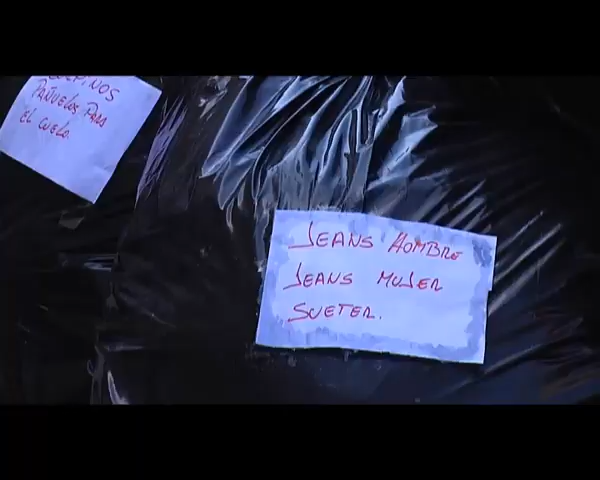 PAÑUELOS PARA
EL CUELO.
JEANS HOMBRE
JEANS MUJER
SUETER.